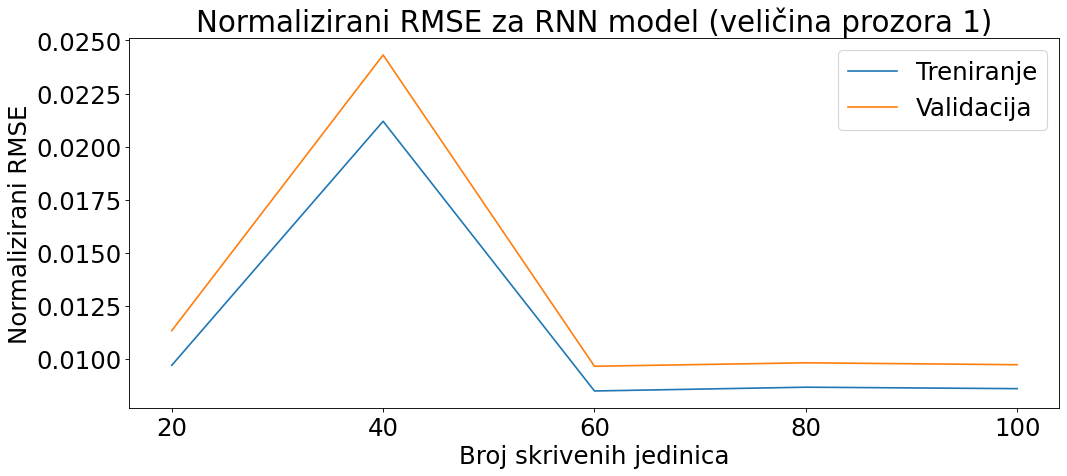 Normalizirani RMSE za RNN model (veličina prozora 1)
Treniranje
Validacija
Normalizirani RMSE
0.0250
0.0225
0.0200
0.0175
0.0150
0.0125
0.0100
20 40 60 80 100
Broj skrivenih jedinica